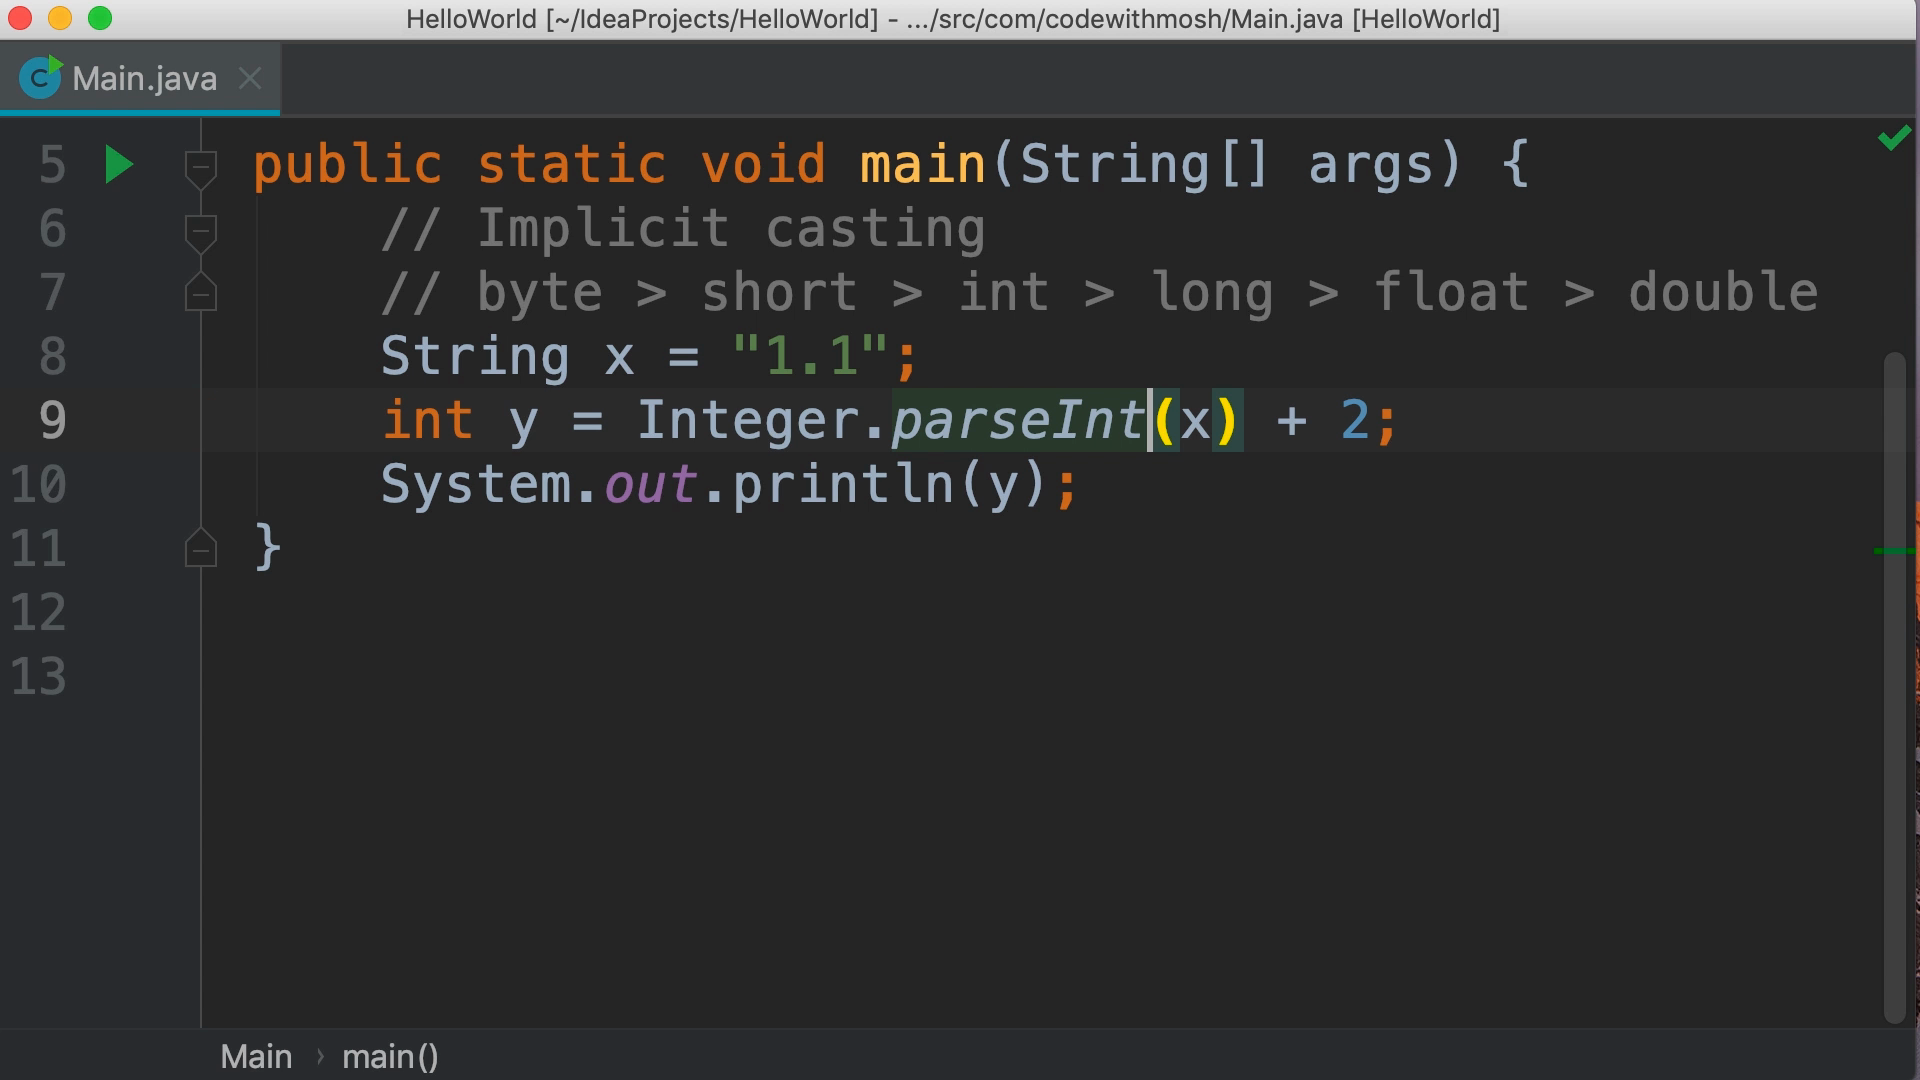 HelloWorld [~/IdeaProjects/HelloWorld] - .../src/com/codewithmosh/Main.java [HelloWorld]
C Main.java
5 public static void main(String[] args) {
6 // Implicit casting
7 // byte > short > int > long > float > double
8 String x = "1.1";
9 int y = Integer.parseInt(x) + 2;
10 System.out.println(y);
11 }
12
13
Main › main()